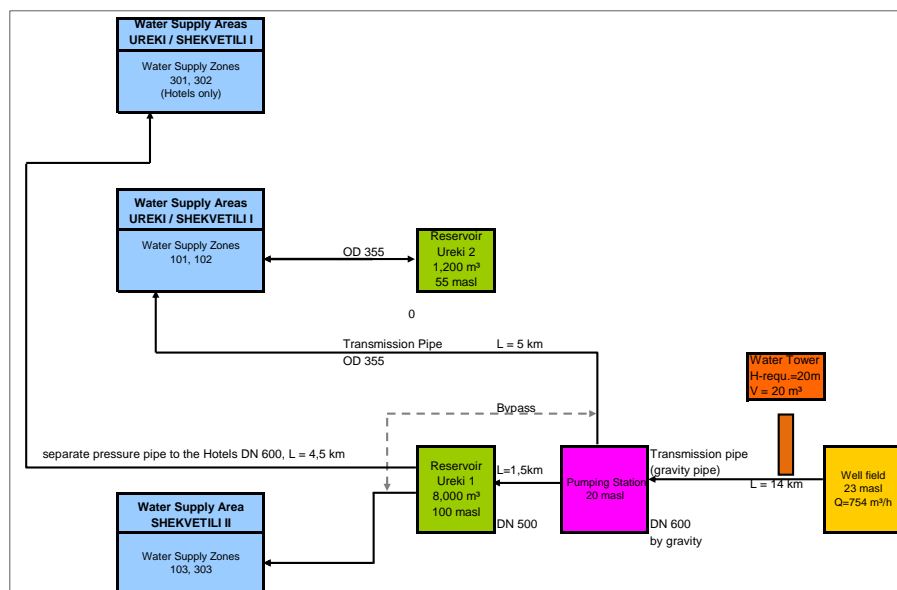 Water Supply Areas
UREKI / SHEKVETILI I
Water Supply Zones
301, 302
(Hotels only)
Water Supply Areas
UREKI / SHEKVETILI I
Water Supply Zones
101, 102
OD 355
Reservoir
Ureki 2
1,200 m³
55 masl
0
Transmission Pipe
L = 5 km
OD 355
Water Tower
H-requ.=20m
V = 20 m³
Bypass
separate pressure pipe to the Hotels DN 600, L = 4,5 km
Reservoir
Ureki 1
8,000 m³
100 masl
L=1,5km
DN 500
Pumping Station
20 masl
Transmission pipe
(gravity pipe)
L = 14 km
DN 600
by gravity
Well field
23 masl
Q=754 m³/h
Water Supply Area
SHEKVETILI II
Water Supply Zones
103, 303